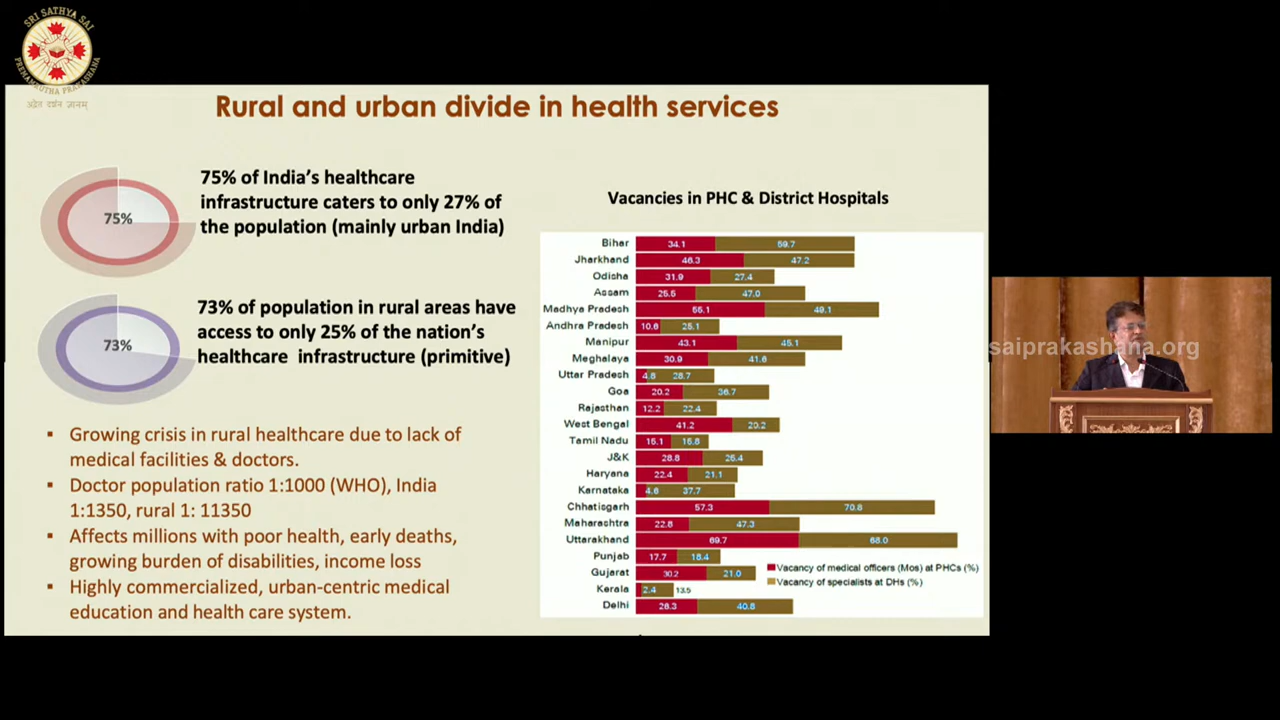 SRI SATHYA SAI
PREMAMRUTHA PRAKASHANA
अद्वैत दर्शन ज्ञानम्
Rural and urban divide in health services
75%
75% of India's healthcare
infrastructure caters to only 27% of
the population (mainly urban India)
73%
73% of population in rural areas have
access to only 25% of the nation's
healthcare infrastructure (primitive)
▪ Growing crisis in rural healthcare due to lack of
medical facilities & doctors.
▪ Doctor population ratio 1:1000 (WHO), India
1:1350, rural 1: 11350
▪ Affects millions with poor health, early deaths,
growing burden of disabilities, income loss
▪ Highly commercialized, urban-centric medical
education and health care system.
Vacancies in PHC & District Hospitals
Bihar 34.1 59.7
Jharkhand 46.3 47.2
Odisha 31.9 27.4
Assam 25.5 47.0
Madhya Pradesh 55.1 49.1
Andhra Pradesh 10.6 25.1
Manipur 43.1 45.1
Meghalaya 30.9 41.6
Uttar Pradesh 4.8 28.7
Goa 20.2 36.7
Rajasthan 12.2 22.4
West Bengal 41.2 20.2
Tamil Nadu 15.1 15.8
J&K 28.8 25.4
Haryana 22.4 21.1
Karnataka 4.6 37.7
Chhatisgarh 57.3 70.8
Maharashtra 22.8 47.3
Uttarakhand 69.7 68.0
Punjab 17.7 18.4
Gujarat 30.2 21.0
Kerala 2.4 13.5
Delhi 26.3 40.8
Vacancy of medical officers (Mos) at PHCs (%)
Vacancy of specialists at DHs (%)
saiprakashana.org